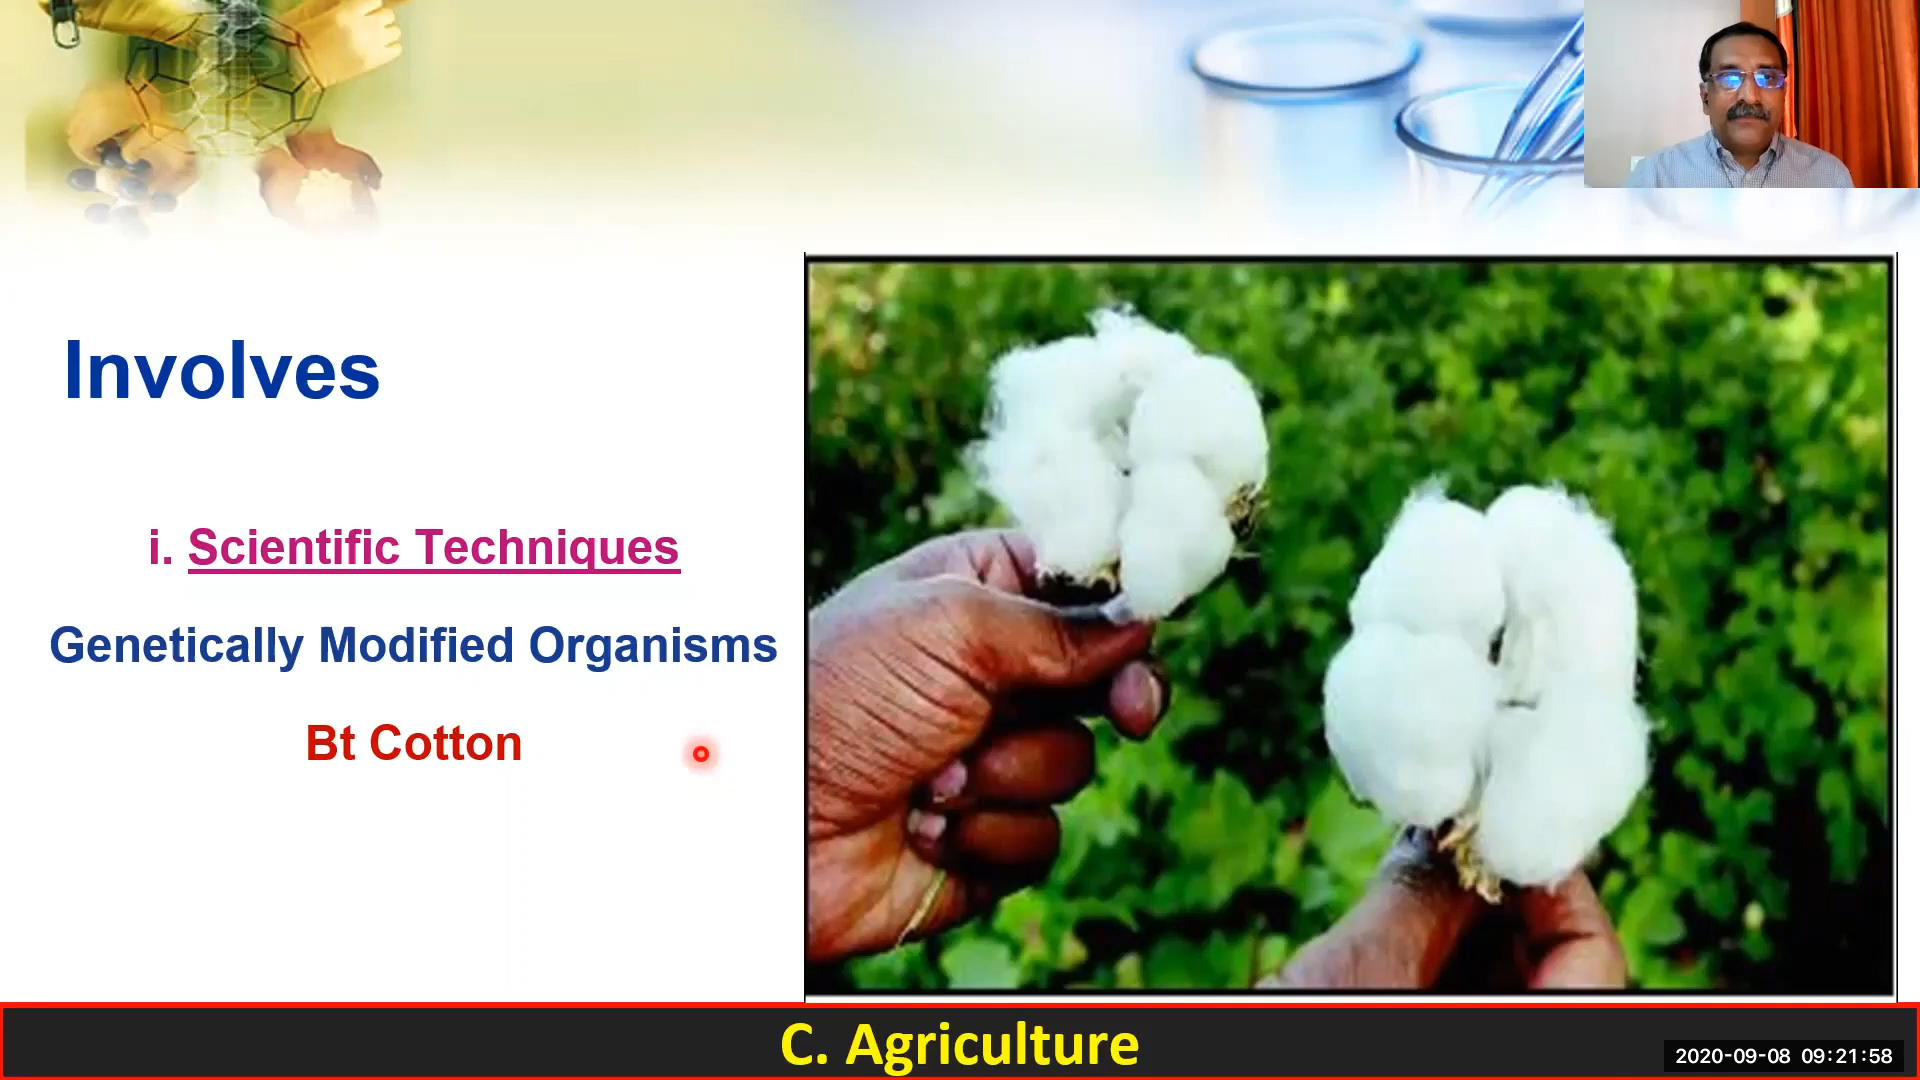 Involves
i. Scientific Techniques
Genetically Modified Organisms
Bt Cotton
C. Agriculture
2020-09-08 09:21:58